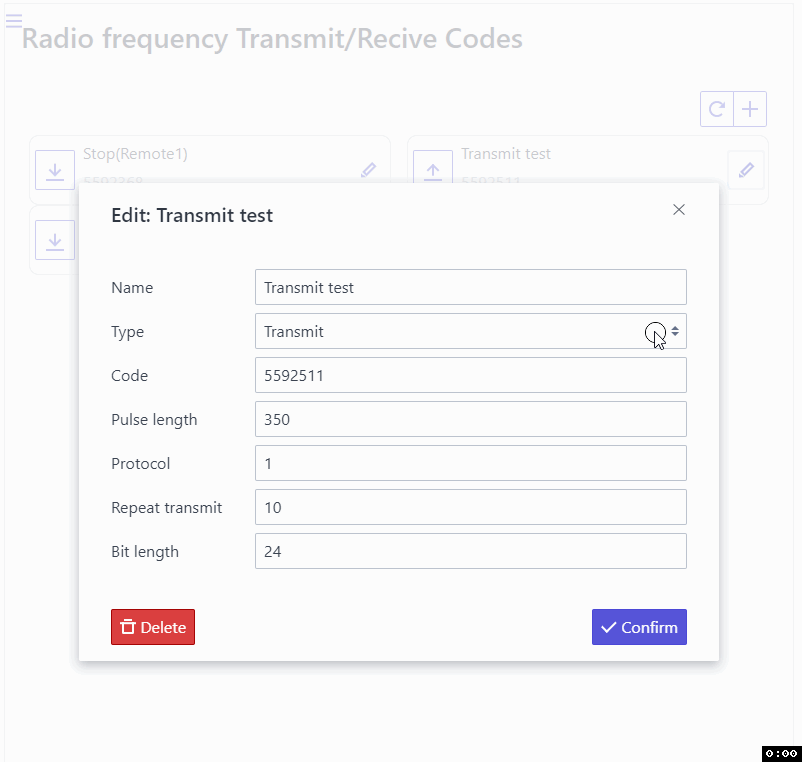 Radio frequency Transmit/Recive Codes
Stop(Remote1)
Transmit test
5592511
Edit: Transmit test
Name
Transmit test
Type
Transmit
Code
5592511
Pulse length
350
Protocol
1
Repeat transmit
10
Bit length
24
Delete
Confirm
0:00